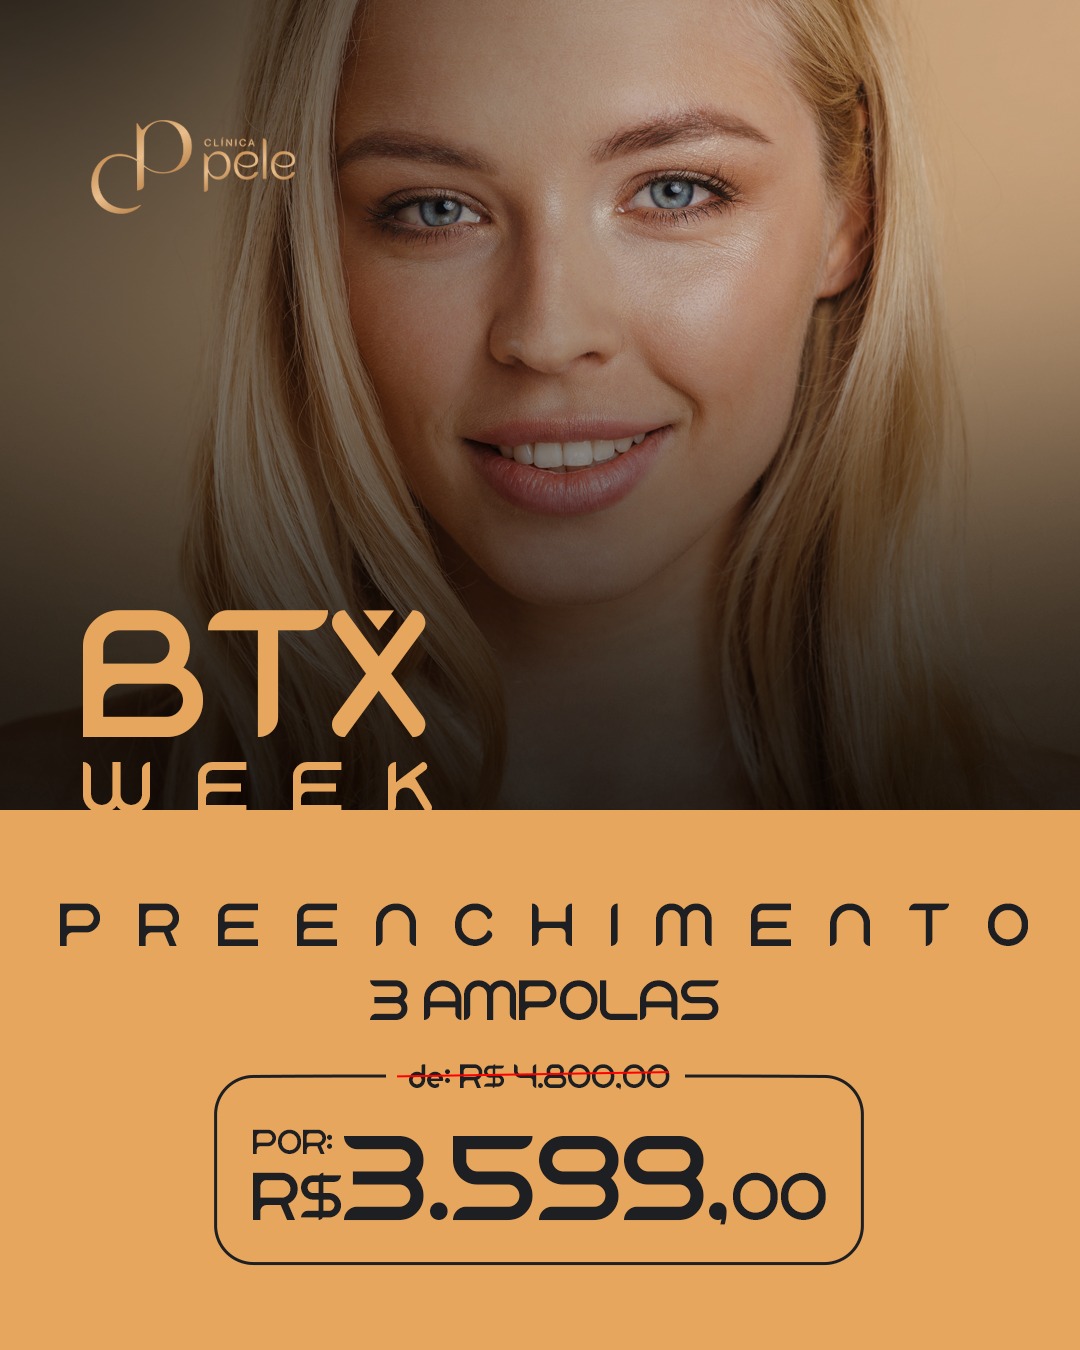 CLÍNICA
pele
BTX
WEEK
PREENCHIMENTO
3 AMPOLAS
de: R$ 4.800,00
POR:
R$3.599,00